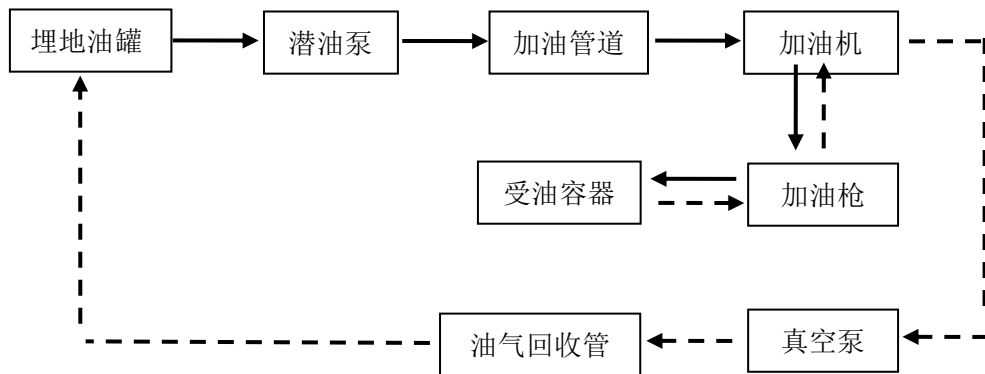 埋地油罐
潜油泵
加油管道
加油机
受油容器
加油枪
油气回收管
真空泵